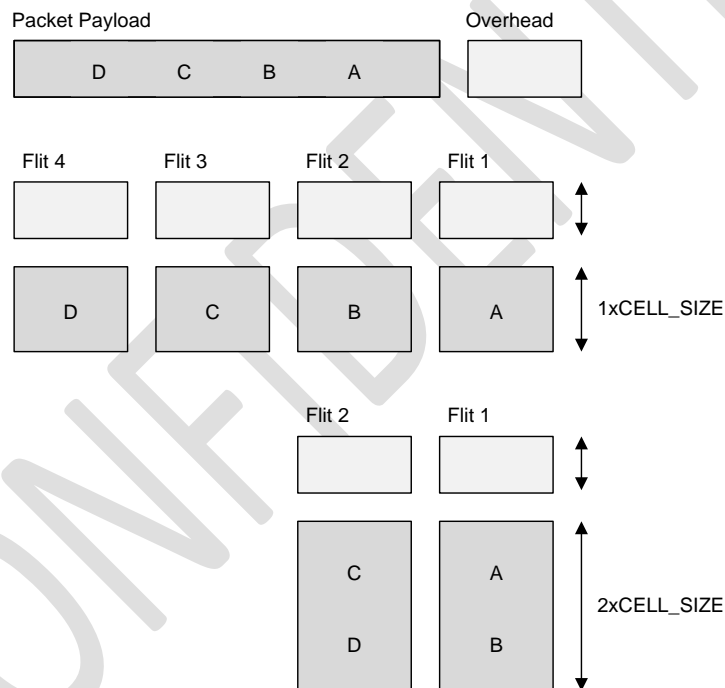 Packet Payload Overhead
D C B A
Flit 4 Flit 3 Flit 2 Flit 1
D C B A 1xCELL_SIZE
Flit 2 Flit 1
C A
2xCELL_SIZE
D B